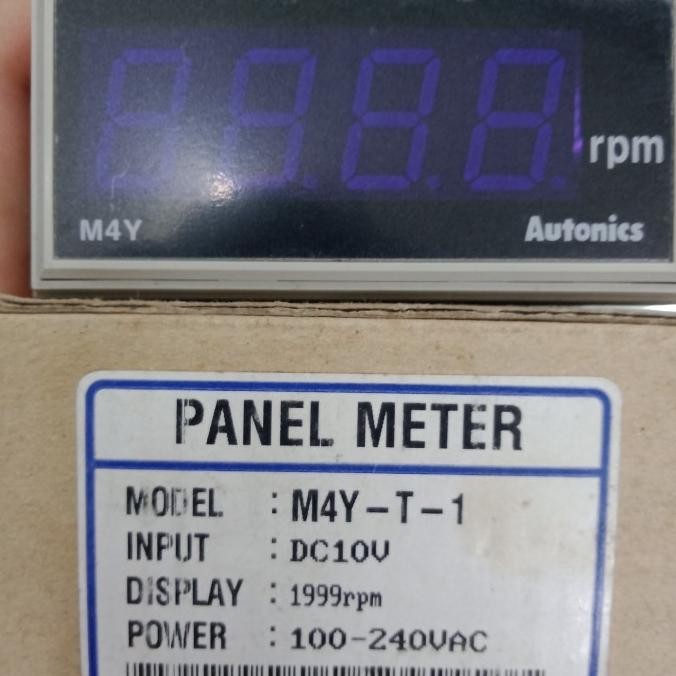 rpm
M4Y Autonics
PANEL METER
MODEL : M4Y-T-1
INPUT : DC10V
DISPLAY : 1999rpm
POWER : 100-240VAC